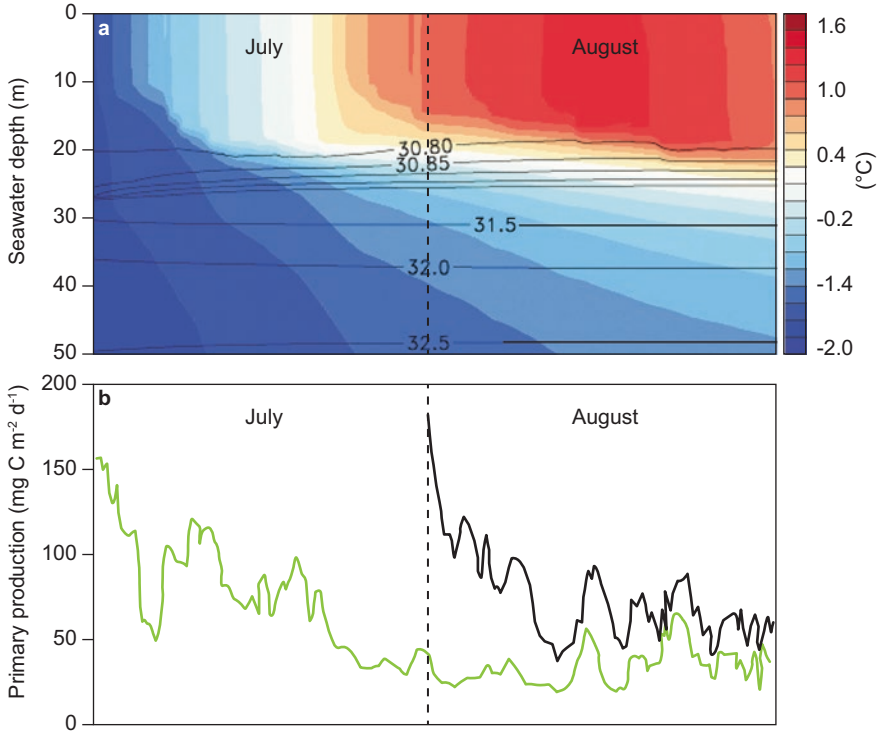 a
July
August
0
10
20
30
40
50
Seawater depth (m)
30.80
30.85
31.5
32.0
32.5
1.6
1.0
0.4
-0.2
-1.4
-2.0
(°C)
b
July
August
200
150
100
50
0
Primary production (mg C m⁻² d⁻¹)